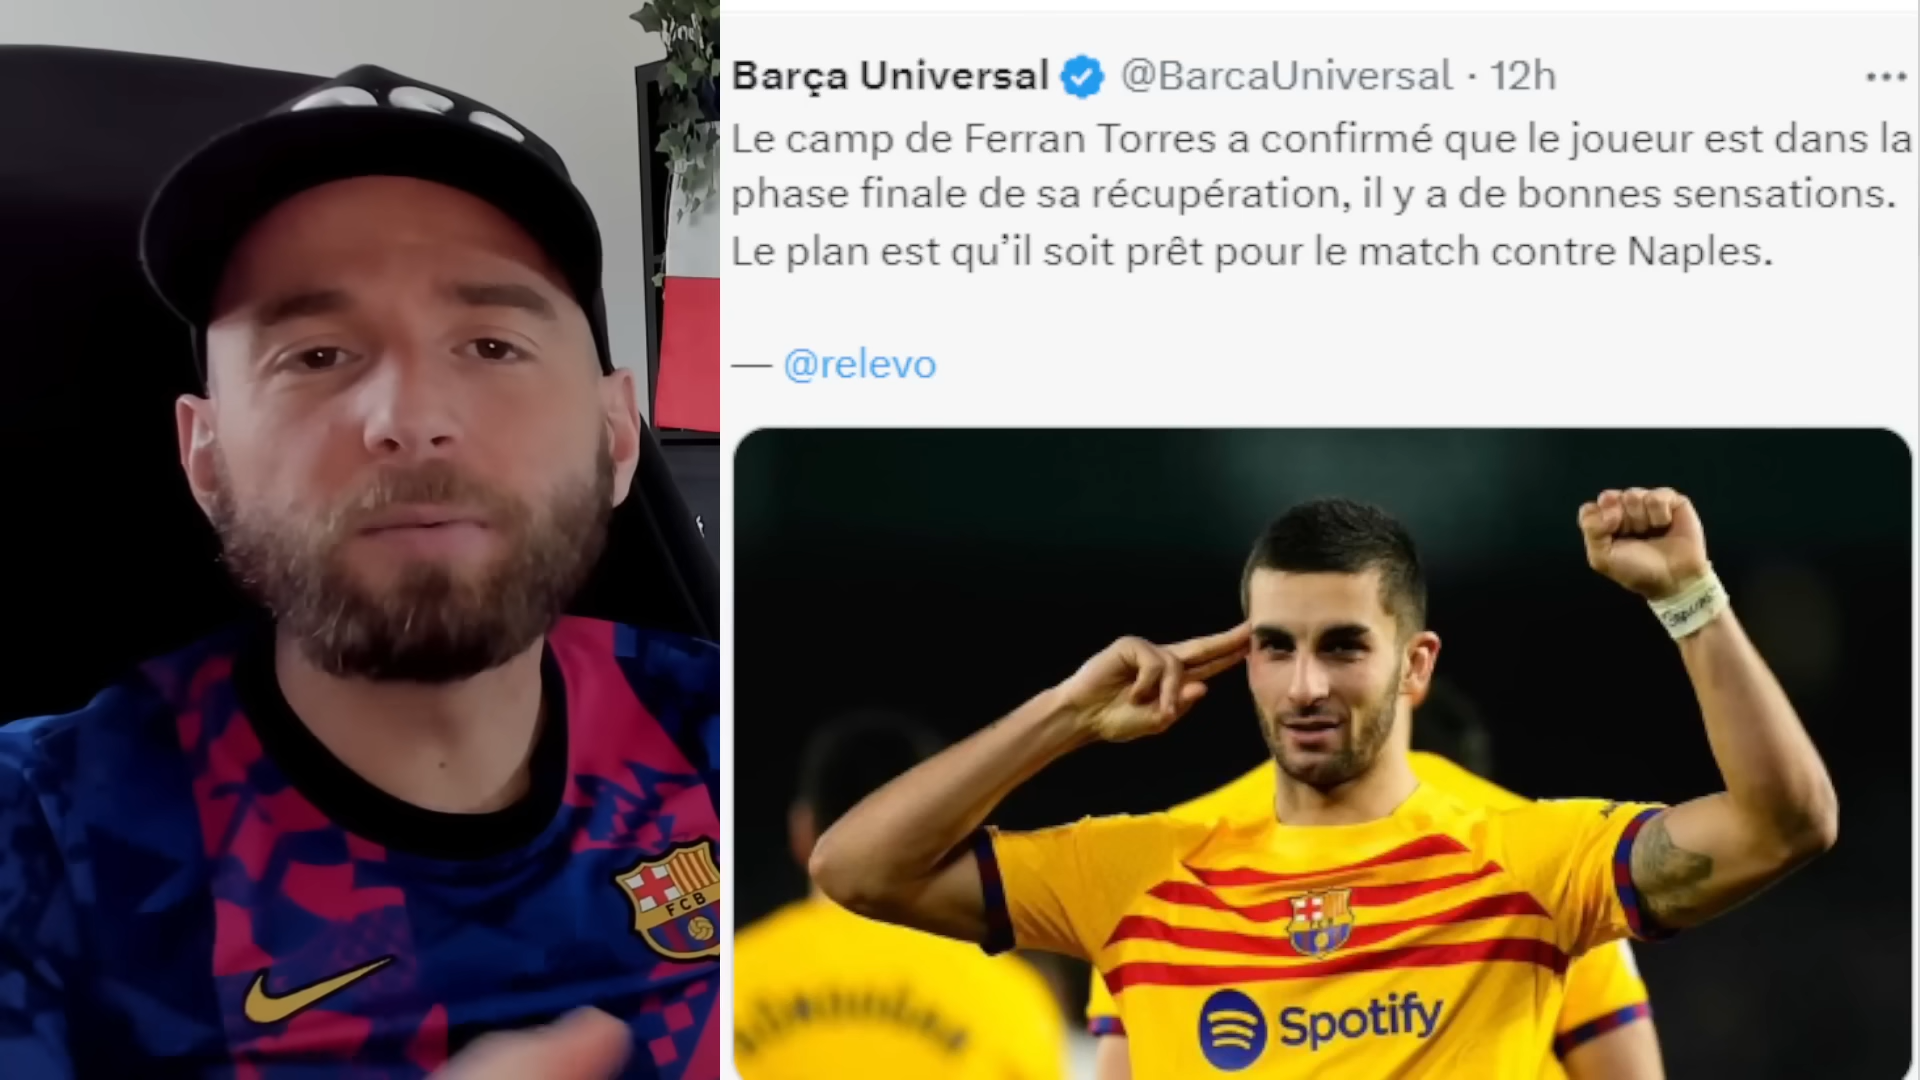 Barça Universal @BarcaUniversal · 12h
Le camp de Ferran Torres a confirmé que le joueur est dans la
phase finale de sa récupération, il y a de bonnes sensations.
Le plan est qu’il soit prêt pour le match contre Naples.
— @relevo
FCB
Spotify